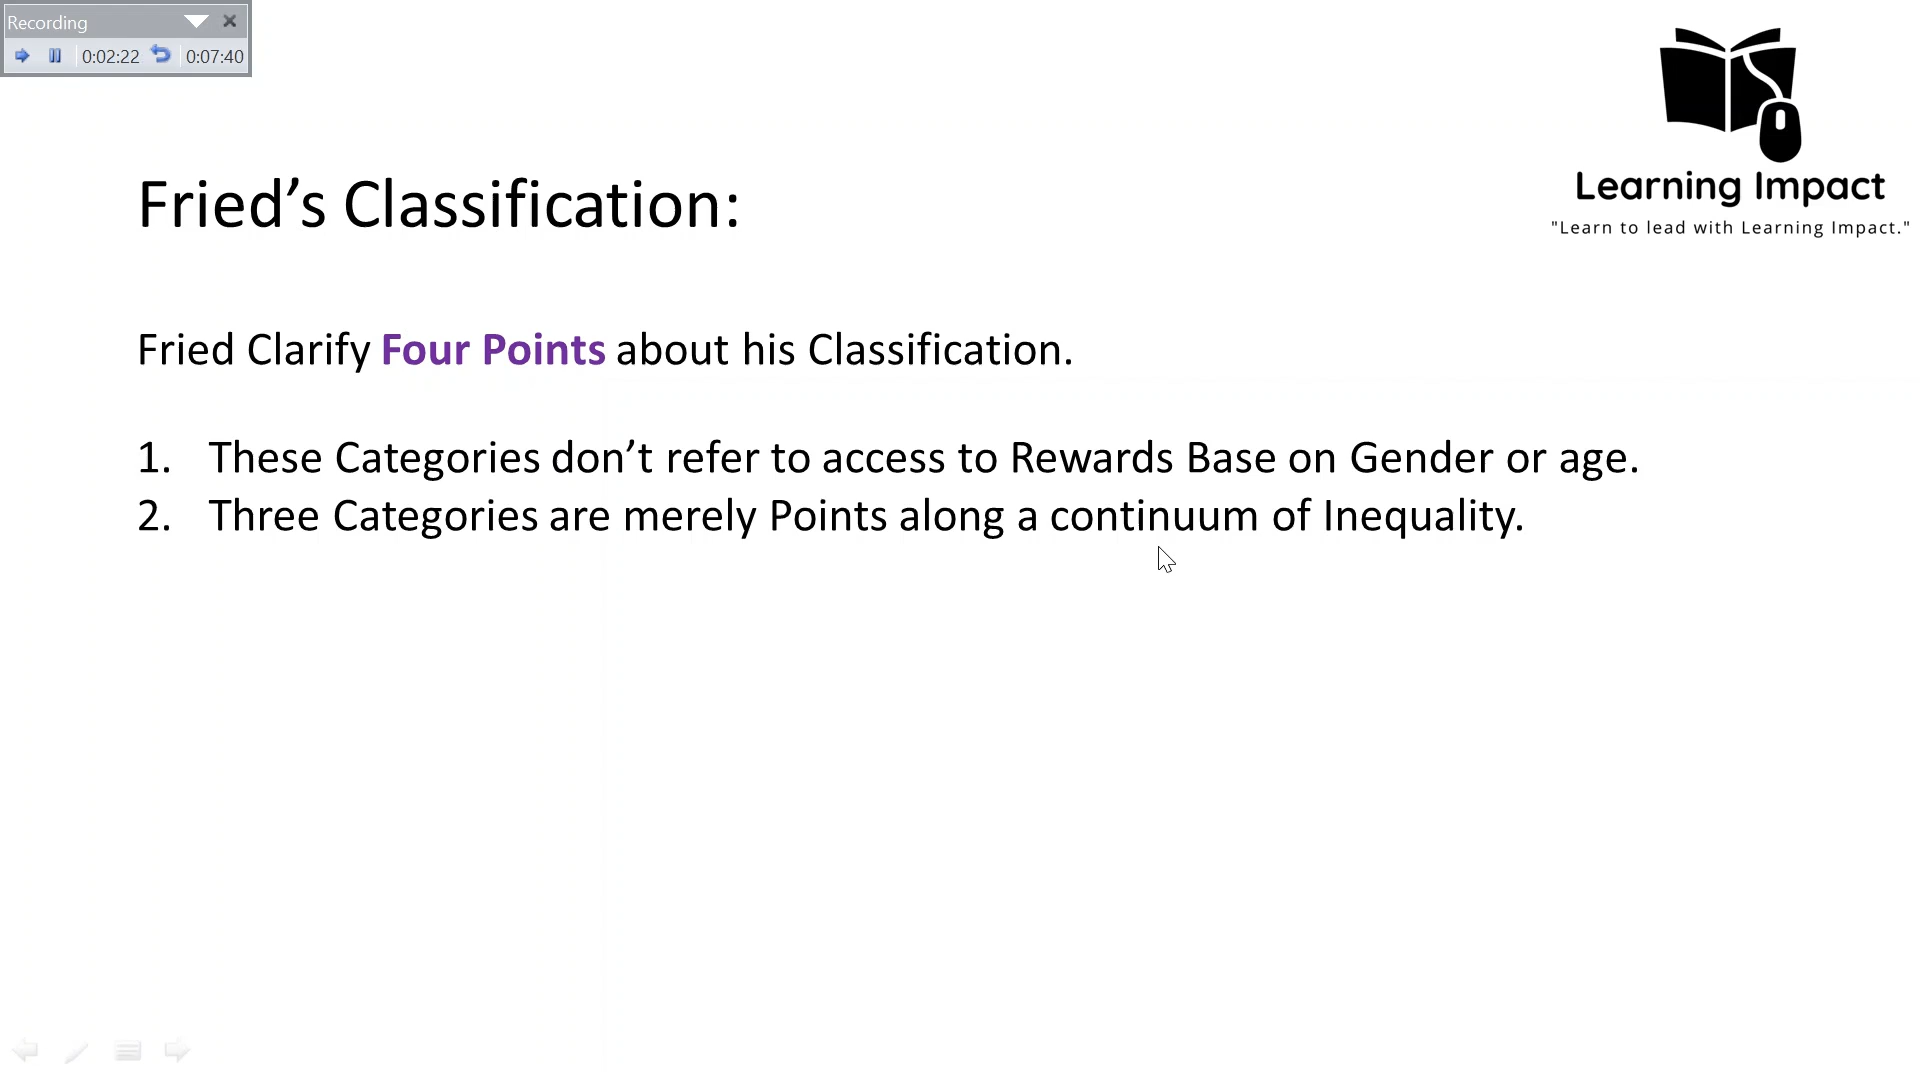 Recording
0:02:22 0:07:40
Learning Impact
"Learn to lead with Learning Impact."
Fried’s Classification:
Fried Clarify Four Points about his Classification.
1. These Categories don’t refer to access to Rewards Base on Gender or age.
2. Three Categories are merely Points along a continuum of Inequality.